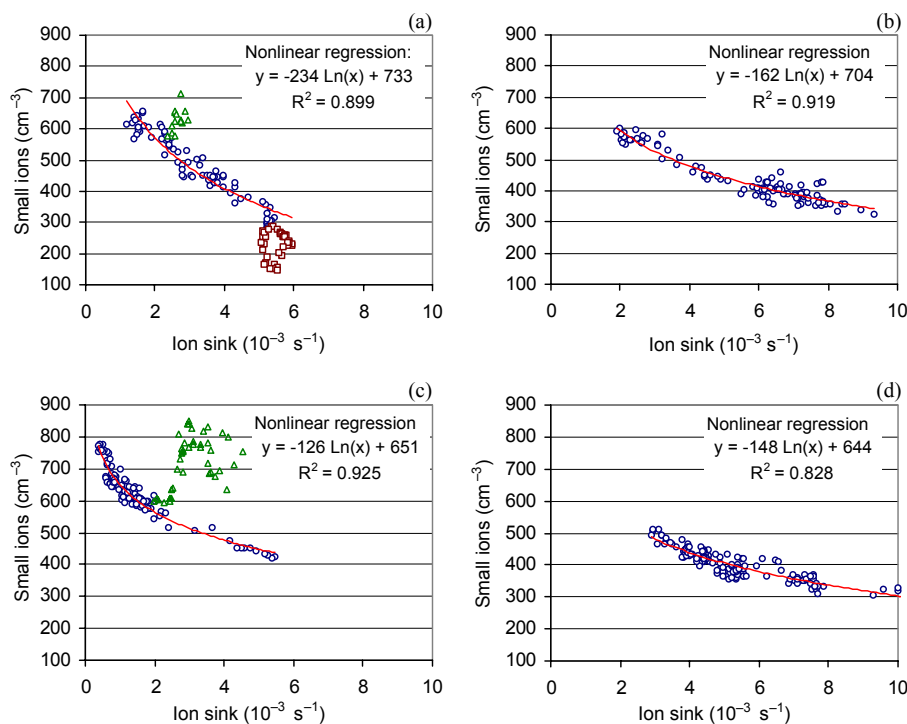 (a)
Nonlinear regression:
y = -234 Ln(x) + 733
R² = 0.899
Small ions (cm⁻³)
900
800
700
600
500
400
300
200
100
0 2 4 6 8 10
Ion sink (10⁻³ s⁻¹)
(b)
Nonlinear regression
y = -162 Ln(x) + 704
R² = 0.919
Small ions (cm⁻³)
900
800
700
600
500
400
300
200
100
0 2 4 6 8 10
Ion sink (10⁻³ s⁻¹)
(c)
Nonlinear regression
y = -126 Ln(x) + 651
R² = 0.925
Small ions (cm⁻³)
900
800
700
600
500
400
300
200
100
0 2 4 6 8 10
Ion sink (10⁻³ s⁻¹)
(d)
Nonlinear regression
y = -148 Ln(x) + 644
R² = 0.828
Small ions (cm⁻³)
900
800
700
600
500
400
300
200
100
0 2 4 6 8 10
Ion sink (10⁻³ s⁻¹)